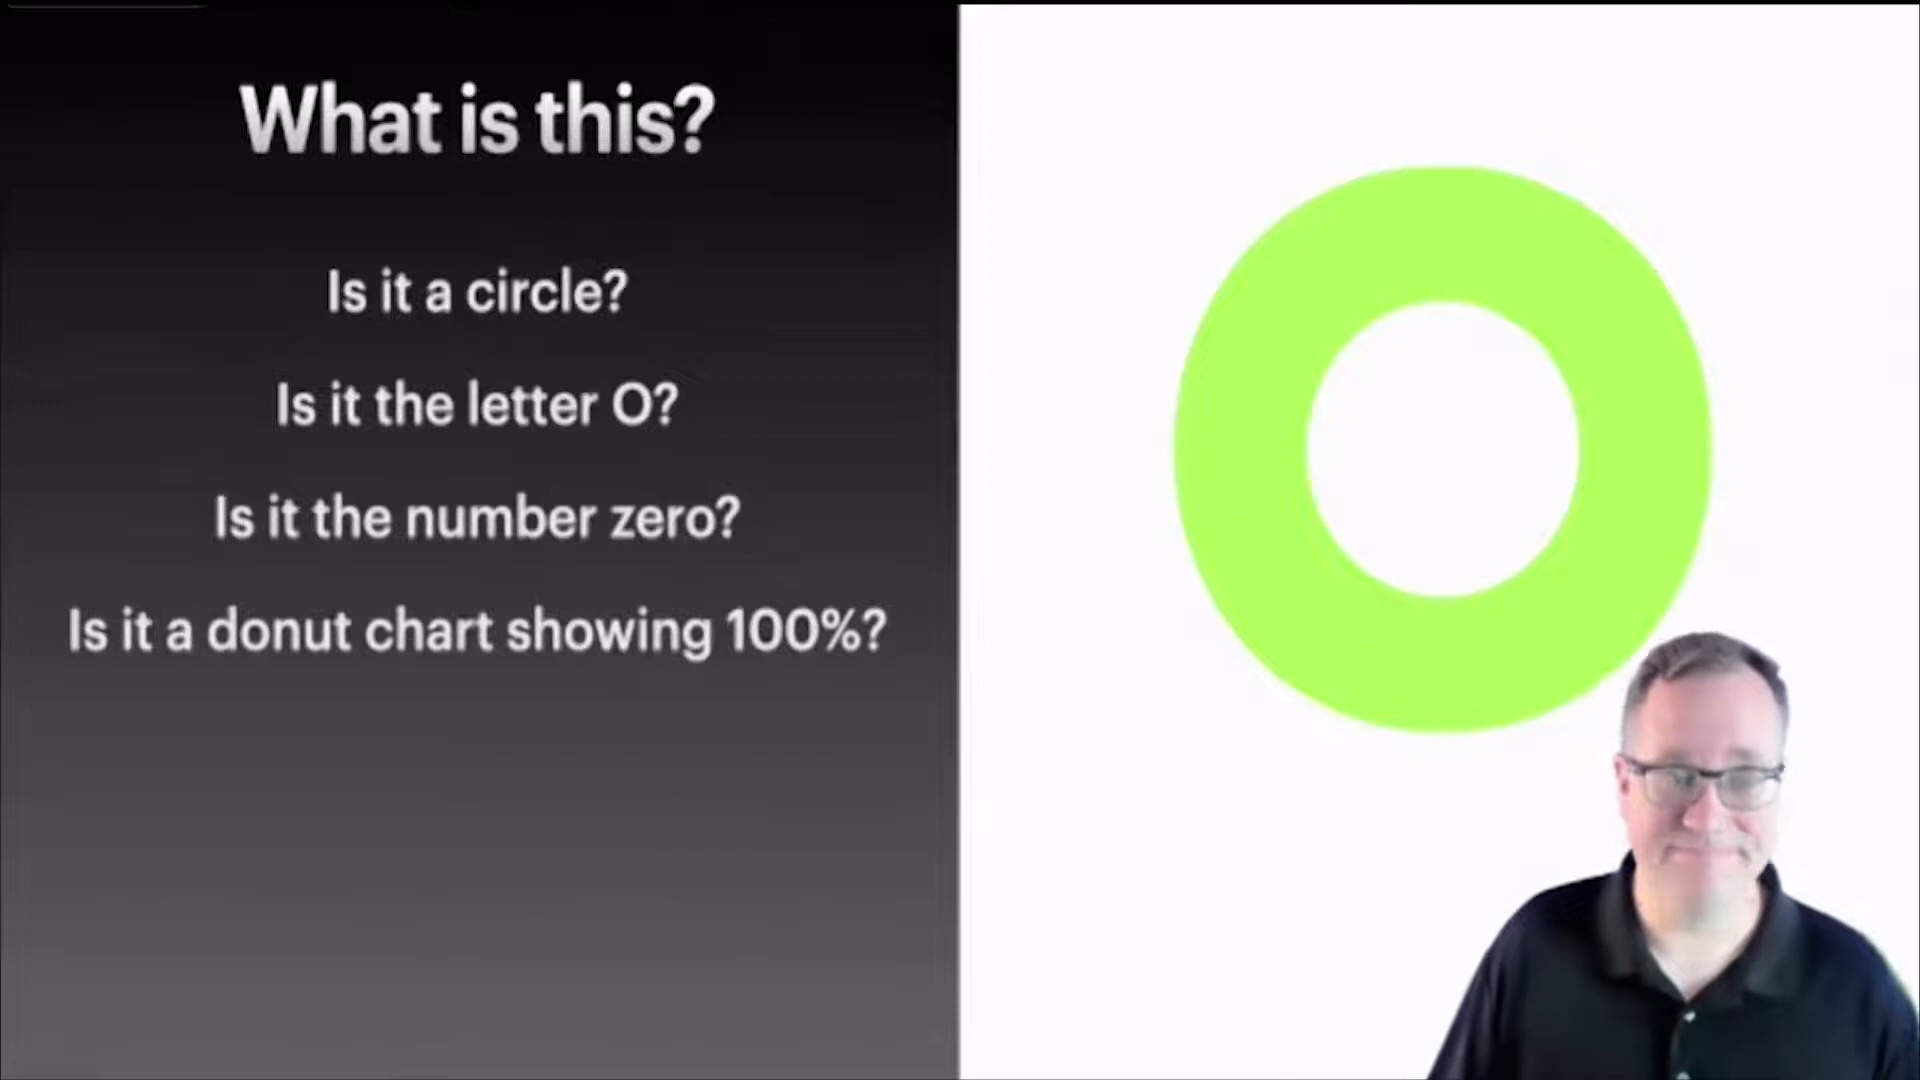 What is this?
Is it a circle?
Is it the letter O?
Is it the number zero?
Is it a donut chart showing 100%?